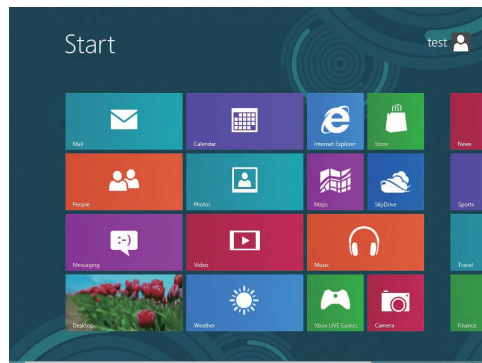 Start
test
Mail
Calendar
Internet Explorer
Store
News
People
Photos
Maps
SkyDrive
Sports
Messaging
Video
Music
Travel
Desktop
Weather
Xbox LIVE Games
Camera
Finance